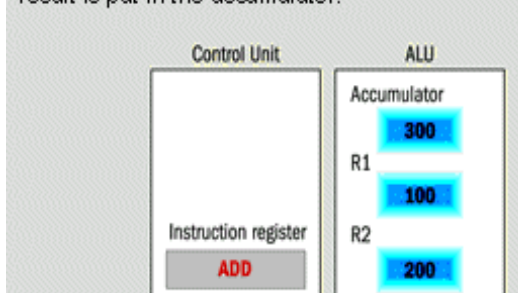 result is put in the accumulator.
Control Unit
ALU
Accumulator
300
R1
100
Instruction register
R2
ADD
200